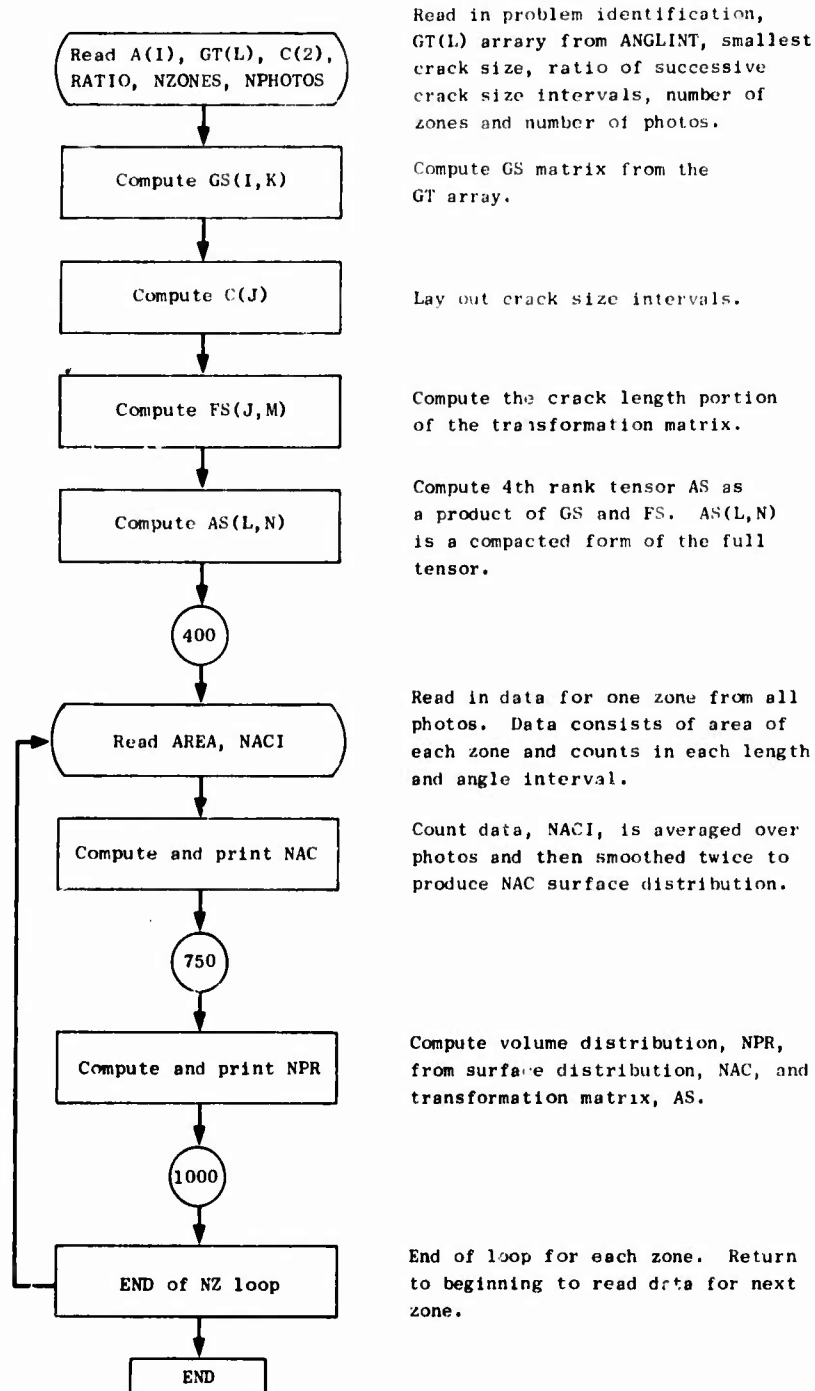 Read A(I), GT(L), C(2),
RATIO, NZONES, NPHOTOS
Read in problem identification,
GT(L) arrary from ANGLINT, smallest
crack size, ratio of successive
crack size intervals, number of
zones and number of photos.
Compute GS(I,K)
Compute GS matrix from the
GT array.
Compute C(J)
Lay out crack size intervals.
Compute FS(J,M)
Compute the crack length portion
of the transformation matrix.
Compute AS(L,N)
Compute 4th rank tensor AS as
a product of GS and FS. AS(L,N)
is a compacted form of the full
tensor.
400
Read AREA, NACI
Read in data for one zone from all
photos. Data consists of area of
each zone and counts in each length
and angle interval.
Compute and print NAC
Count data, NACI, is averaged over
photos and then smoothed twice to
produce NAC surface distribution.
750
Compute and print NPR
Compute volume distribution, NPR,
from surface distribution, NAC, and
transformation matrix, AS.
1000
END of NZ loop
End of loop for each zone. Return
to beginning to read data for next
zone.
END